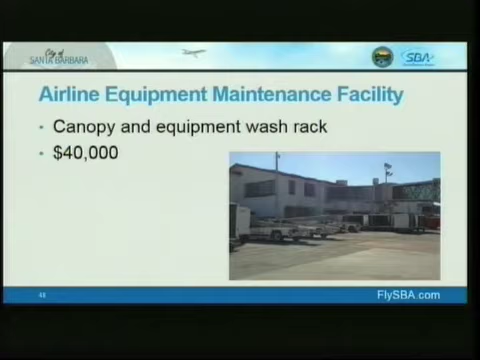 City of
SANTA BARBARA
SBA
Airline Equipment Maintenance Facility
• Canopy and equipment wash rack
• $40,000
FlySBA.com